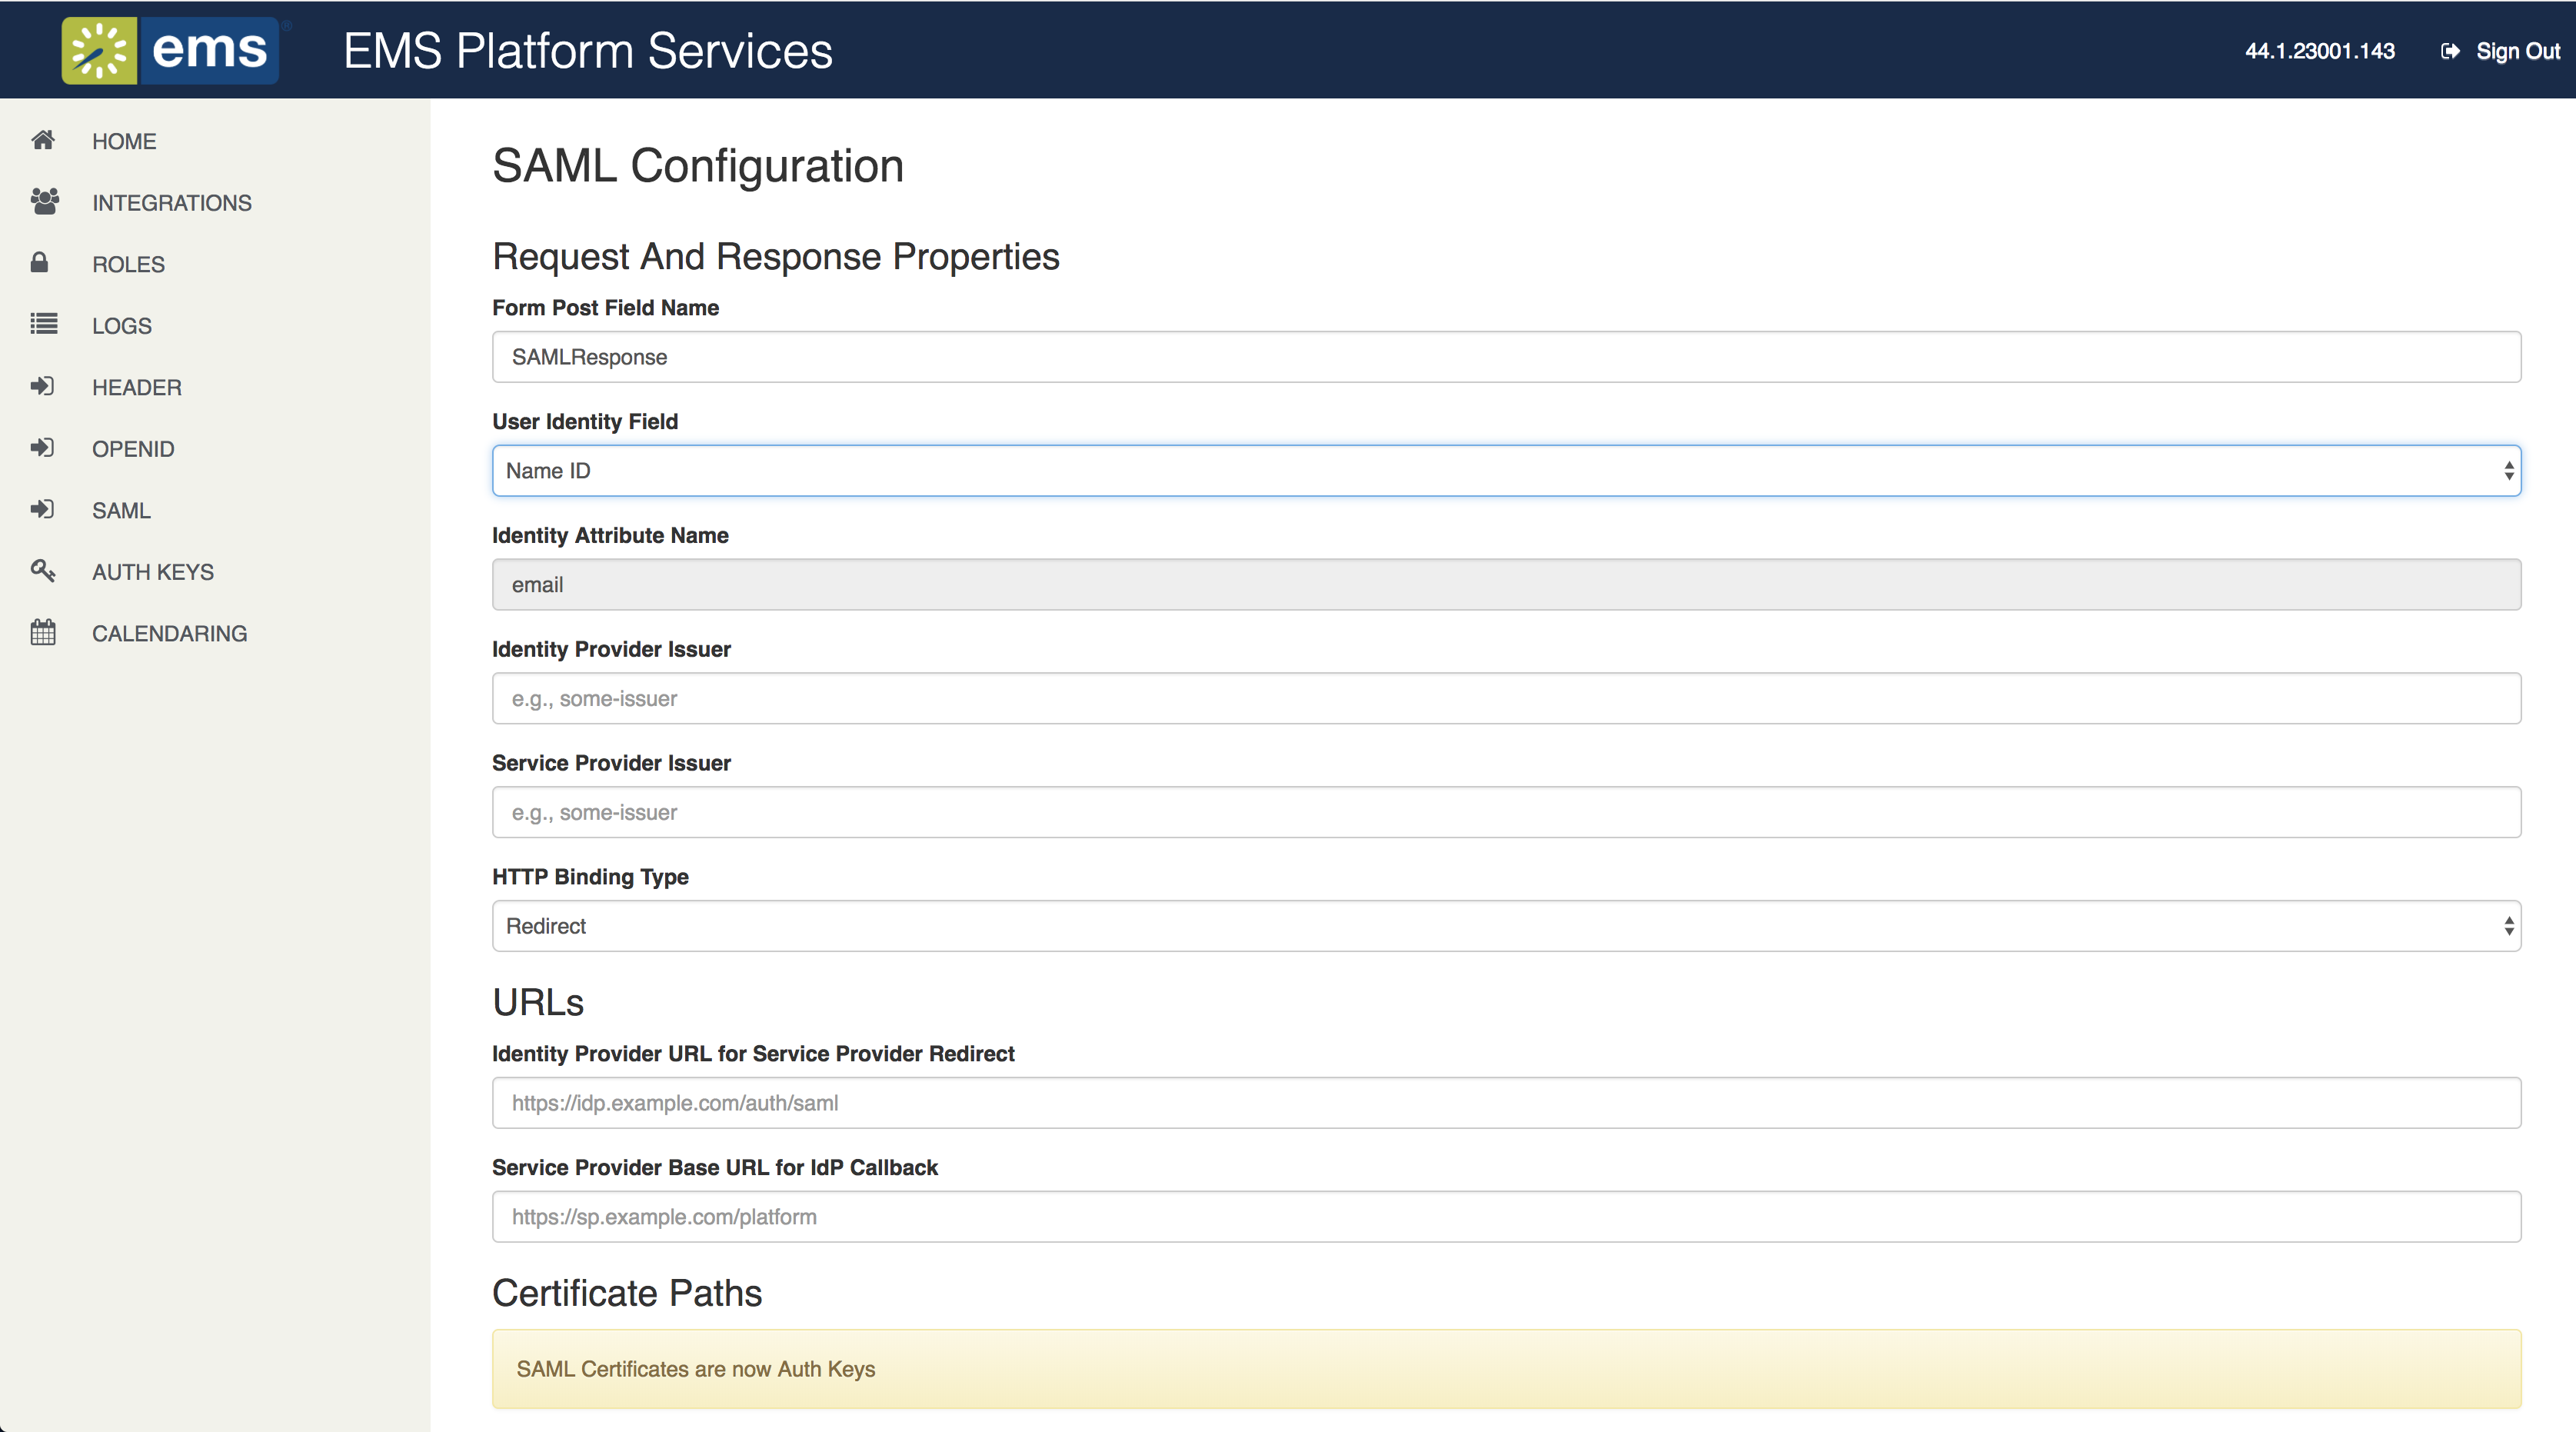 ems®
EMS Platform Services
44.1.23001.143
Sign Out
HOME
INTEGRATIONS
ROLES
LOGS
HEADER
OPENID
SAML
AUTH KEYS
CALENDARING
SAML Configuration
Request And Response Properties
Form Post Field Name
SAMLResponse
User Identity Field
Name ID
Identity Attribute Name
email
Identity Provider Issuer
e.g., some-issuer
Service Provider Issuer
e.g., some-issuer
HTTP Binding Type
Redirect
URLs
Identity Provider URL for Service Provider Redirect
https://idp.example.com/auth/saml
Service Provider Base URL for IdP Callback
https://sp.example.com/platform
Certificate Paths
SAML Certificates are now Auth Keys